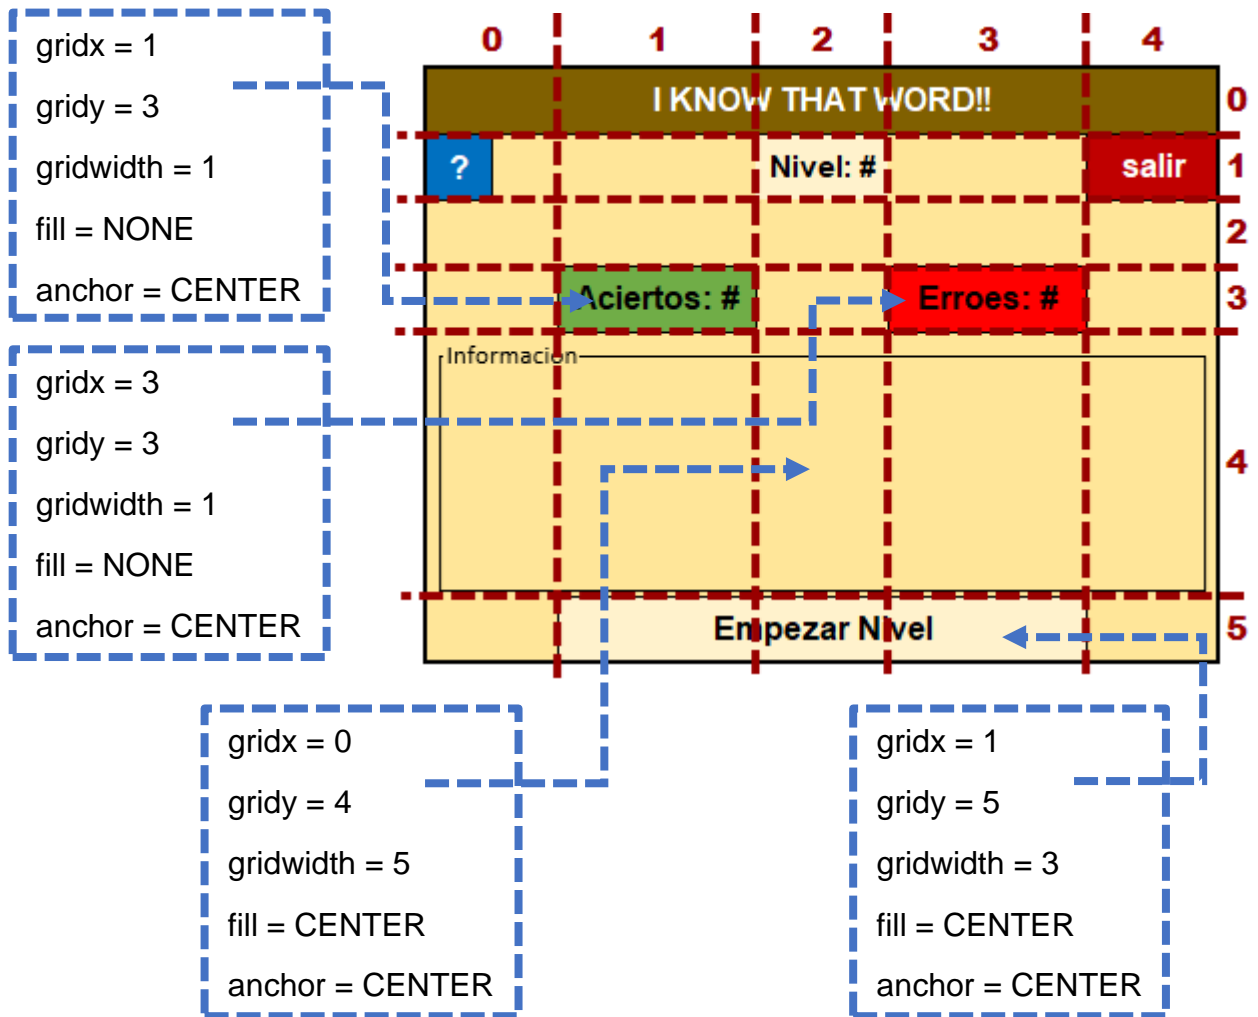 gridx = 1
gridy = 3
gridwidth = 1
fill = NONE
anchor = CENTER
gridx = 3
gridy = 3
gridwidth = 1
fill = NONE
anchor = CENTER
0 1 2 3 4
I KNOW THAT WORD!! 0
? Nivel: # salir 1
2
Aciertos: # Erroes: # 3
Informacion
4
Empezar Nivel 5
gridx = 0
gridy = 4
gridwidth = 5
fill = CENTER
anchor = CENTER
gridx = 1
gridy = 5
gridwidth = 3
fill = CENTER
anchor = CENTER